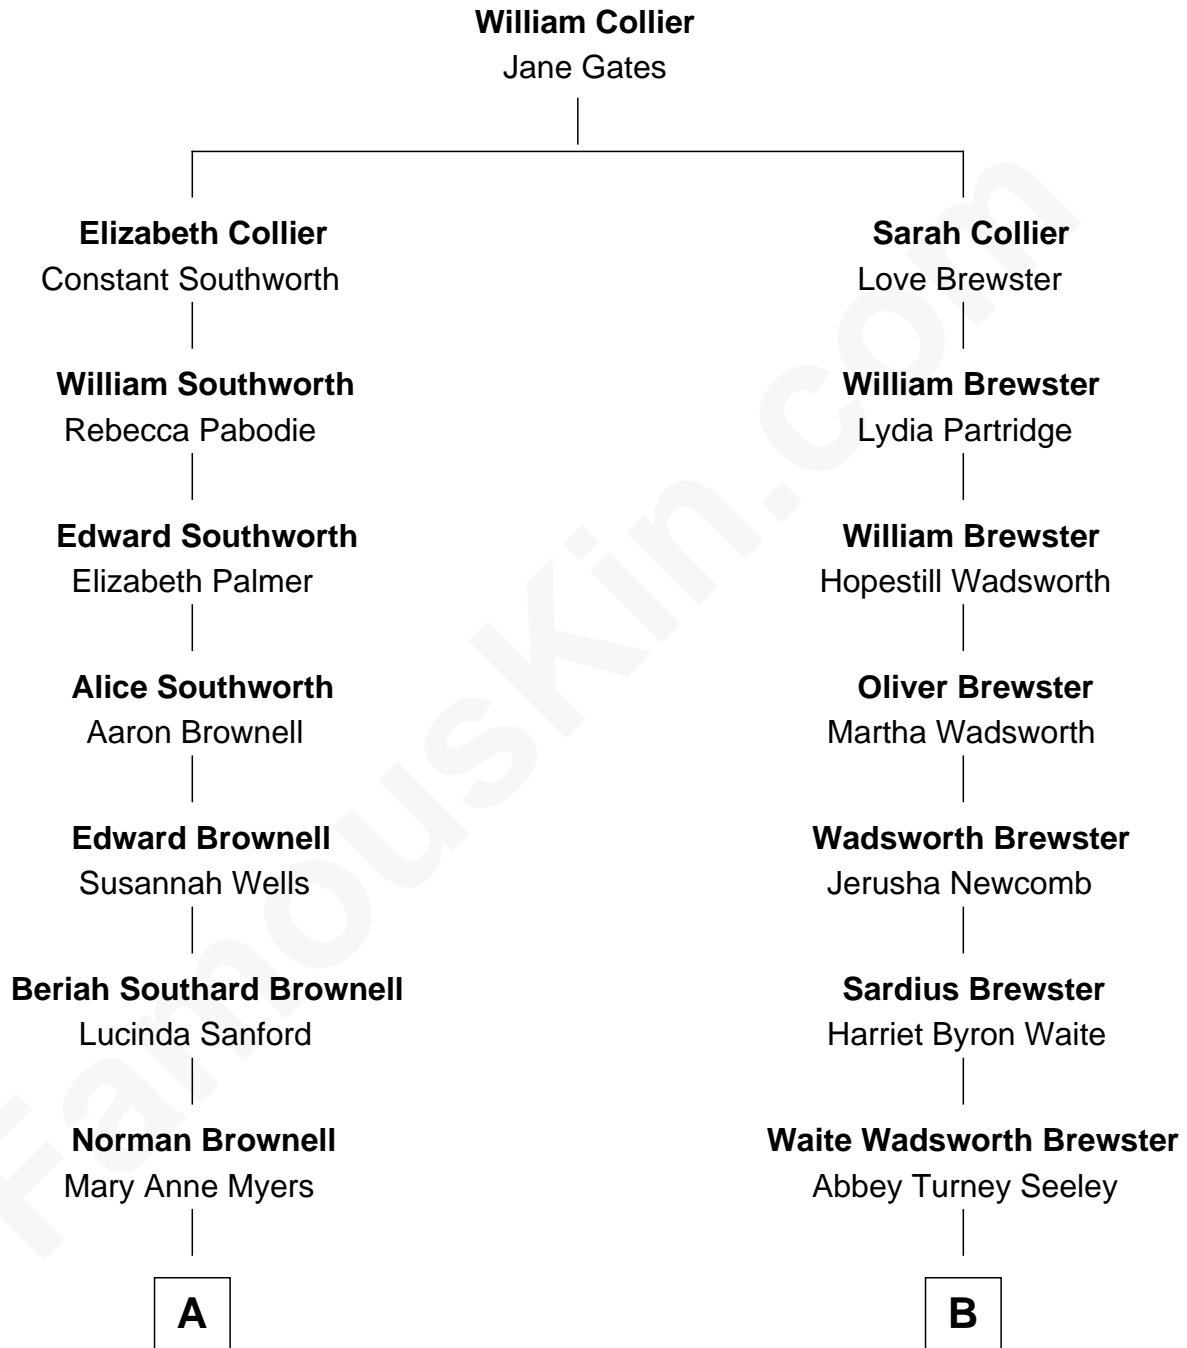 William Collier
Jane Gates
Elizabeth Collier
Constant Southworth
Sarah Collier
Love Brewster
William Southworth
Rebecca Pabodie
William Brewster
Lydia Partridge
Edward Southworth
Elizabeth Palmer
William Brewster
Hopestill Wadsworth
Alice Southworth
Aaron Brownell
Oliver Brewster
Martha Wadsworth
Edward Brownell
Susannah Wells
Wadsworth Brewster
Jerusha Newcomb
Beriah Southard Brownell
Lucinda Sanford
Sardius Brewster
Harriet Byron Waite
Norman Brownell
Mary Anne Myers
Waite Wadsworth Brewster
Abbey Turney Seeley
A
B
FamousKin.com